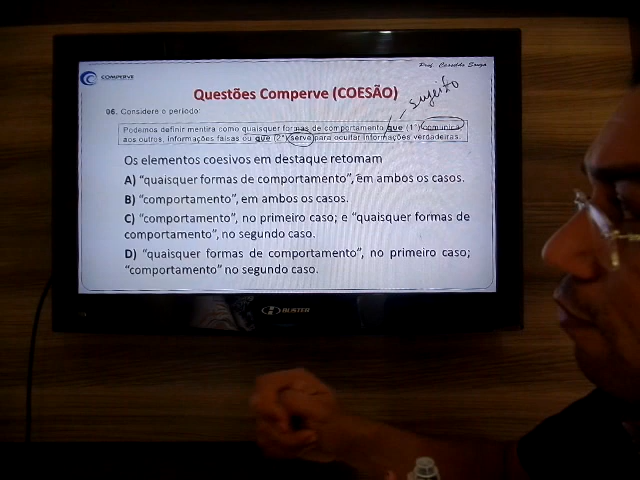 COMPERVE
Prof. Cassildo Souza
Questões Comperve (COESÃO)
sujeito
06. Considere o período:
Podemos definir mentira como quaisquer formas de comportamento que (1°) comunica,
aos outros, informações falsas ou que (2°) serve para ocultar informações verdadeiras.
Os elementos coesivos em destaque retomam
A) “quaisquer formas de comportamento”, em ambos os casos.
B) “comportamento”, em ambos os casos.
C) “comportamento”, no primeiro caso; e “quaisquer formas de
comportamento”, no segundo caso.
D) “quaisquer formas de comportamento”, no primeiro caso;
“comportamento” no segundo caso.
H-BUSTER